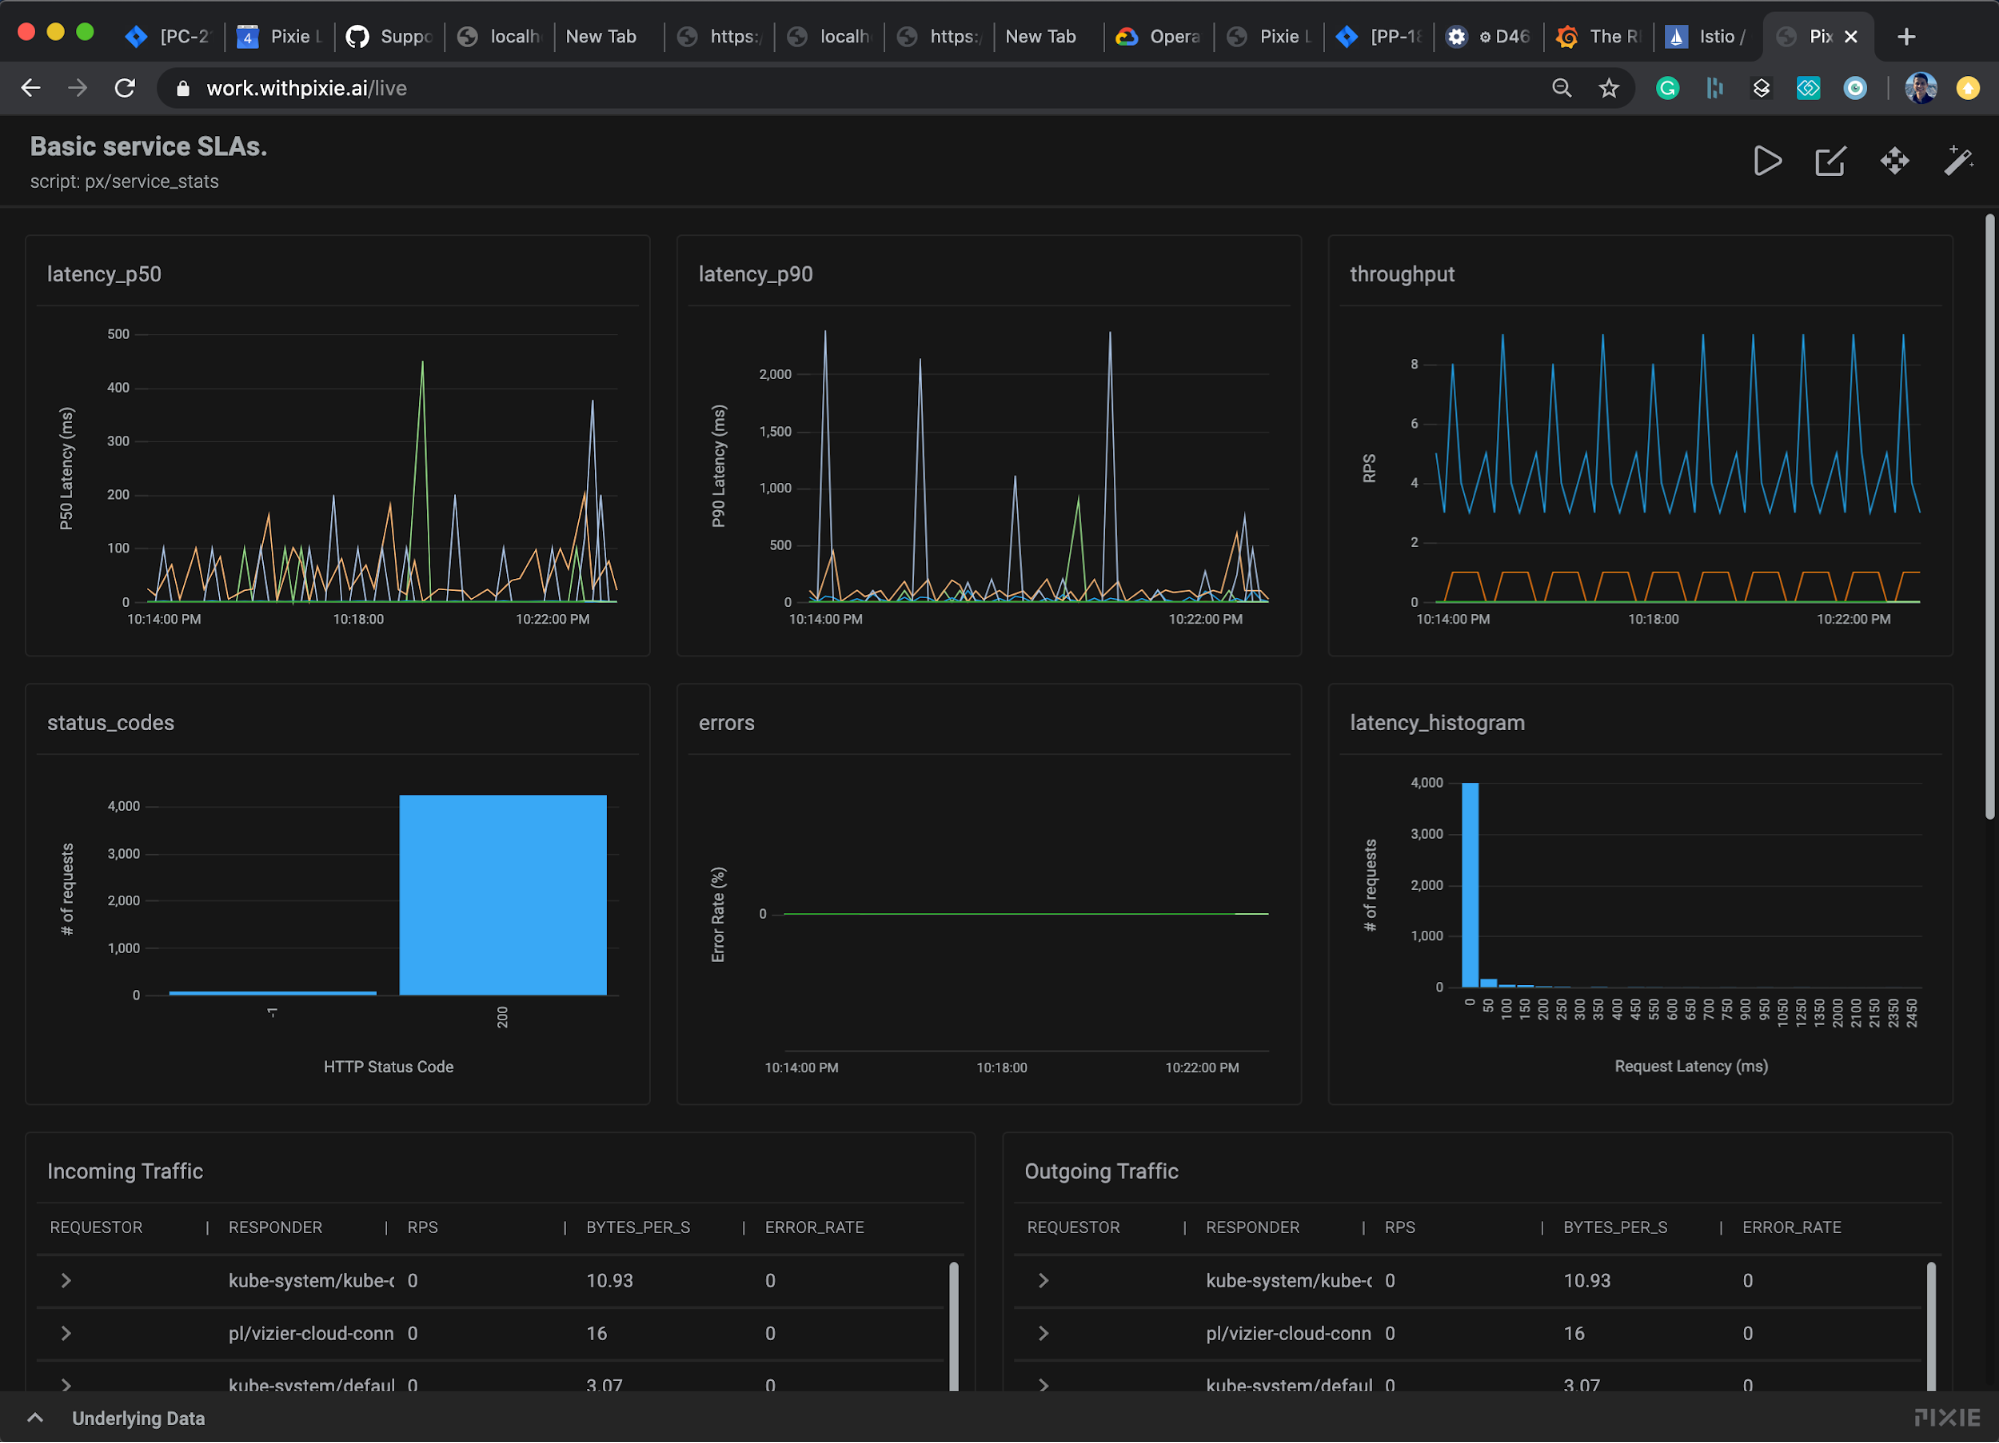 [PC-2
4
Pixie L
Suppo
localh
New Tab
https:/
localh
https:/
New Tab
Opera
Pixie L
[PP-18
D46
The RE
Istio /
Pix
work.withpixie.ai/live
Basic service SLAs.
script: px/service_stats
latency_p50
500
400
300
200
100
0
P50 Latency (ms)
10:14:00 PM
10:18:00
10:22:00 PM
latency_p90
2,000
1,500
1,000
500
0
P90 Latency (ms)
10:14:00 PM
10:22:00 PM
throughput
8
6
4
2
0
RPS
10:14:00 PM
10:18:00
10:22:00 PM
status_codes
4,000
3,000
2,000
1,000
0
# of requests
-1
200
HTTP Status Code
errors
0
Error Rate (%)
10:14:00 PM
10:18:00
10:22:00 PM
latency_histogram
4,000
3,000
2,000
1,000
0
# of requests
0 50 100 150 200 250 300 350 400 450 550 600 650 700 750 900 950 1050 1250 1350 2000 2100 2150 2350 2450
Request Latency (ms)
Incoming Traffic
REQUESTOR | RESPONDER | RPS | BYTES_PER_S | ERROR_RATE
kube-system/kube-c 0 10.93 0
pl/vizier-cloud-conn 0 16 0
kube-system/defaul 0 3.07 0
Outgoing Traffic
REQUESTOR | RESPONDER | RPS | BYTES_PER_S | ERROR_RATE
kube-system/kube-c 0 10.93 0
pl/vizier-cloud-conn 0 16 0
kube-system/defaul 0 3.07 0
Underlying Data
PIXIE